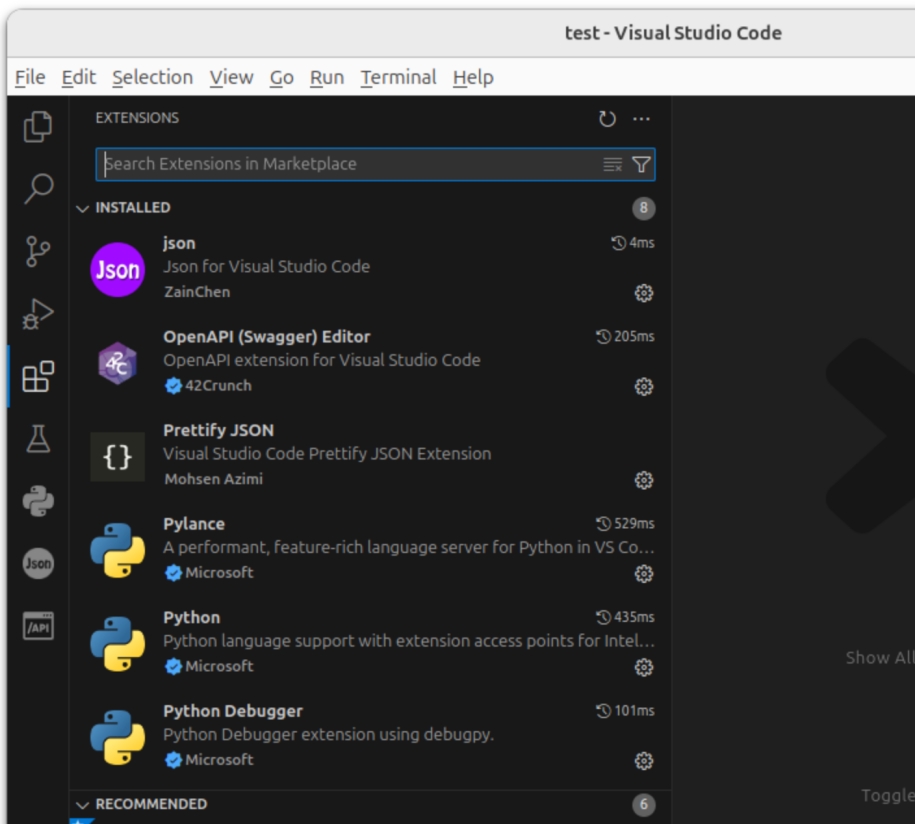 test - Visual Studio Code
File Edit Selection View Go Run Terminal Help
EXTENSIONS
Search Extensions in Marketplace
INSTALLED 8
json 4ms
Json Json for Visual Studio Code
ZainChen
OpenAPI (Swagger) Editor 205ms
42C OpenAPI extension for Visual Studio Code
42Crunch
Prettify JSON
{} Visual Studio Code Prettify JSON Extension
Mohsen Azimi
Pylance 529ms
A performant, feature-rich language server for Python in VS Co...
Json
Microsoft
Python 435ms
/API
Python language support with extension access points for Intel...
Show All
Microsoft
Python Debugger 101ms
Python Debugger extension using debugpy.
Microsoft
Toggle
RECOMMENDED 6